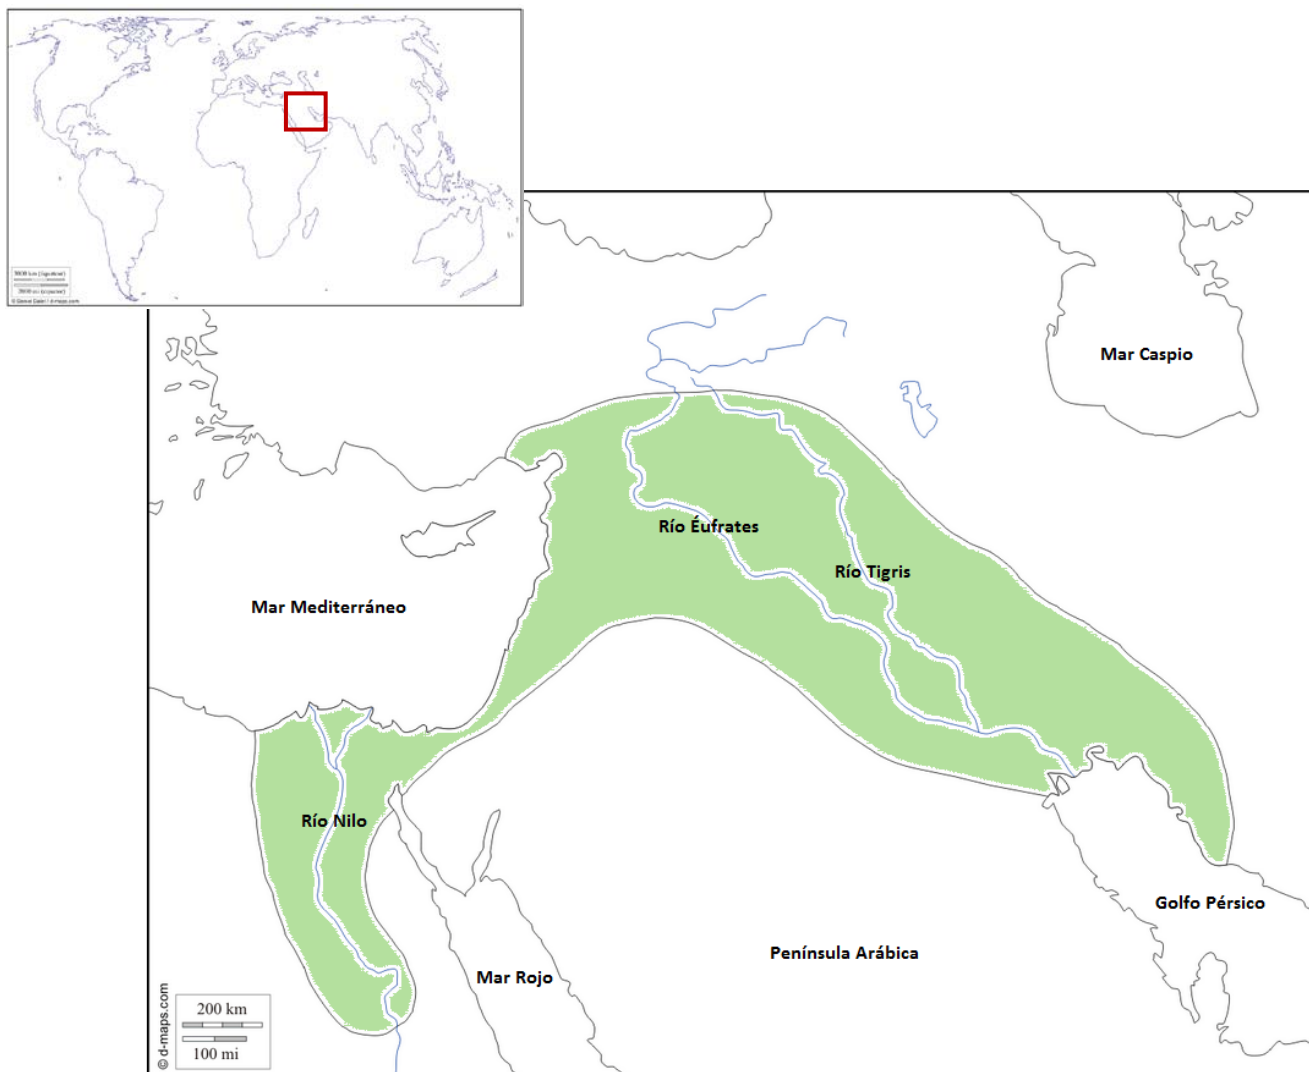 Mar Caspio
Río Éufrates
Río Tigris
Mar Mediterráneo
Río Nilo
Golfo Pérsico
Península Arábica
Mar Rojo
200 km
100 mi
© d-maps.com